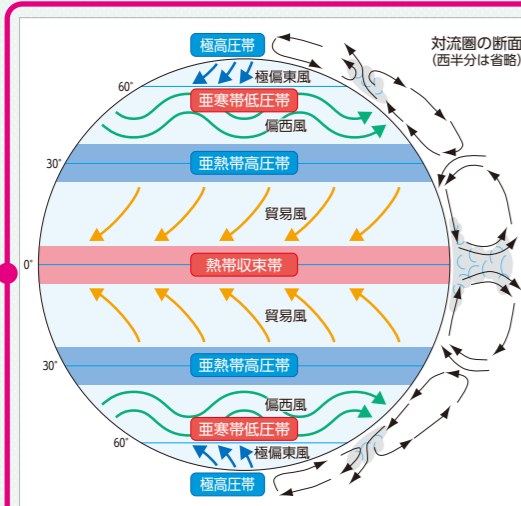 極高圧帯
対流圏の断面
(西半分は省略)
極偏東風
60°
亜寒帯低圧帯
偏西風
30°
亜熱帯高圧帯
貿易風
0°
熱帯収束帯
貿易風
30°
亜熱帯高圧帯
偏西風
亜寒帯低圧帯
60°
極偏東風
極高圧帯